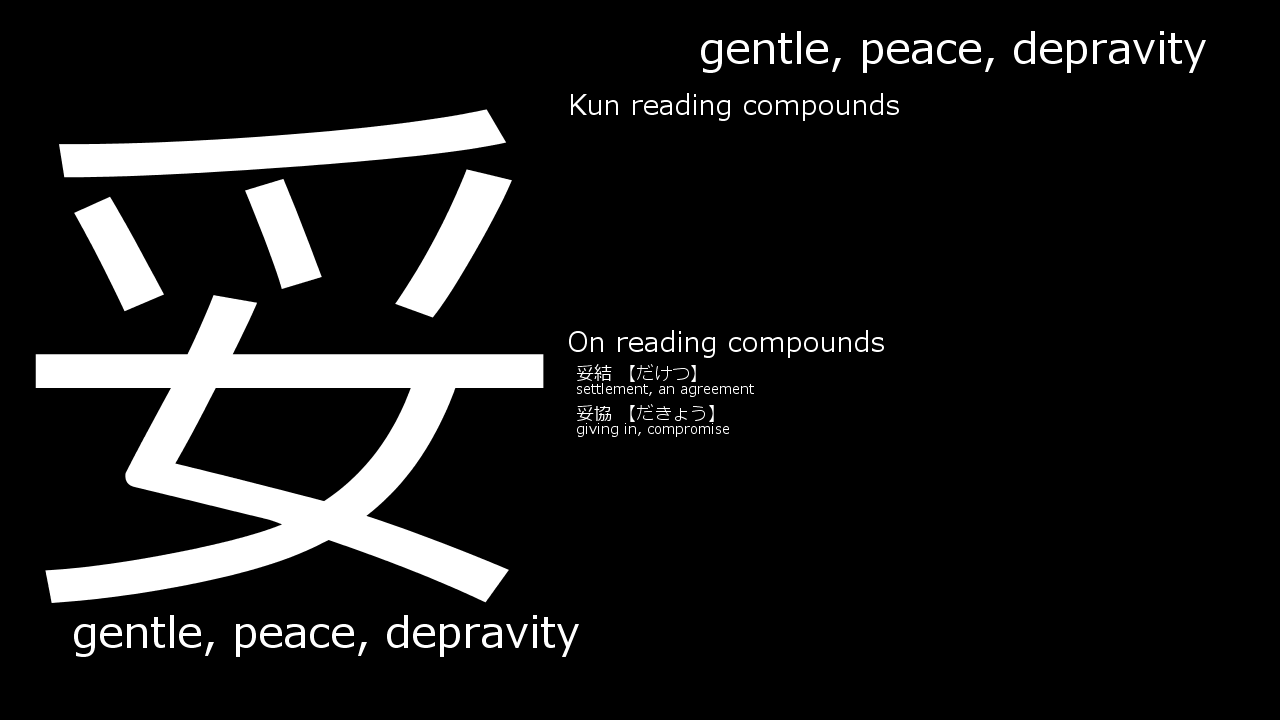 妥
gentle, peace, depravity
gentle, peace, depravity
Kun reading compounds
On reading compounds
妥結 【だけつ】
settlement, an agreement
妥協 【だきょう】
giving in, compromise